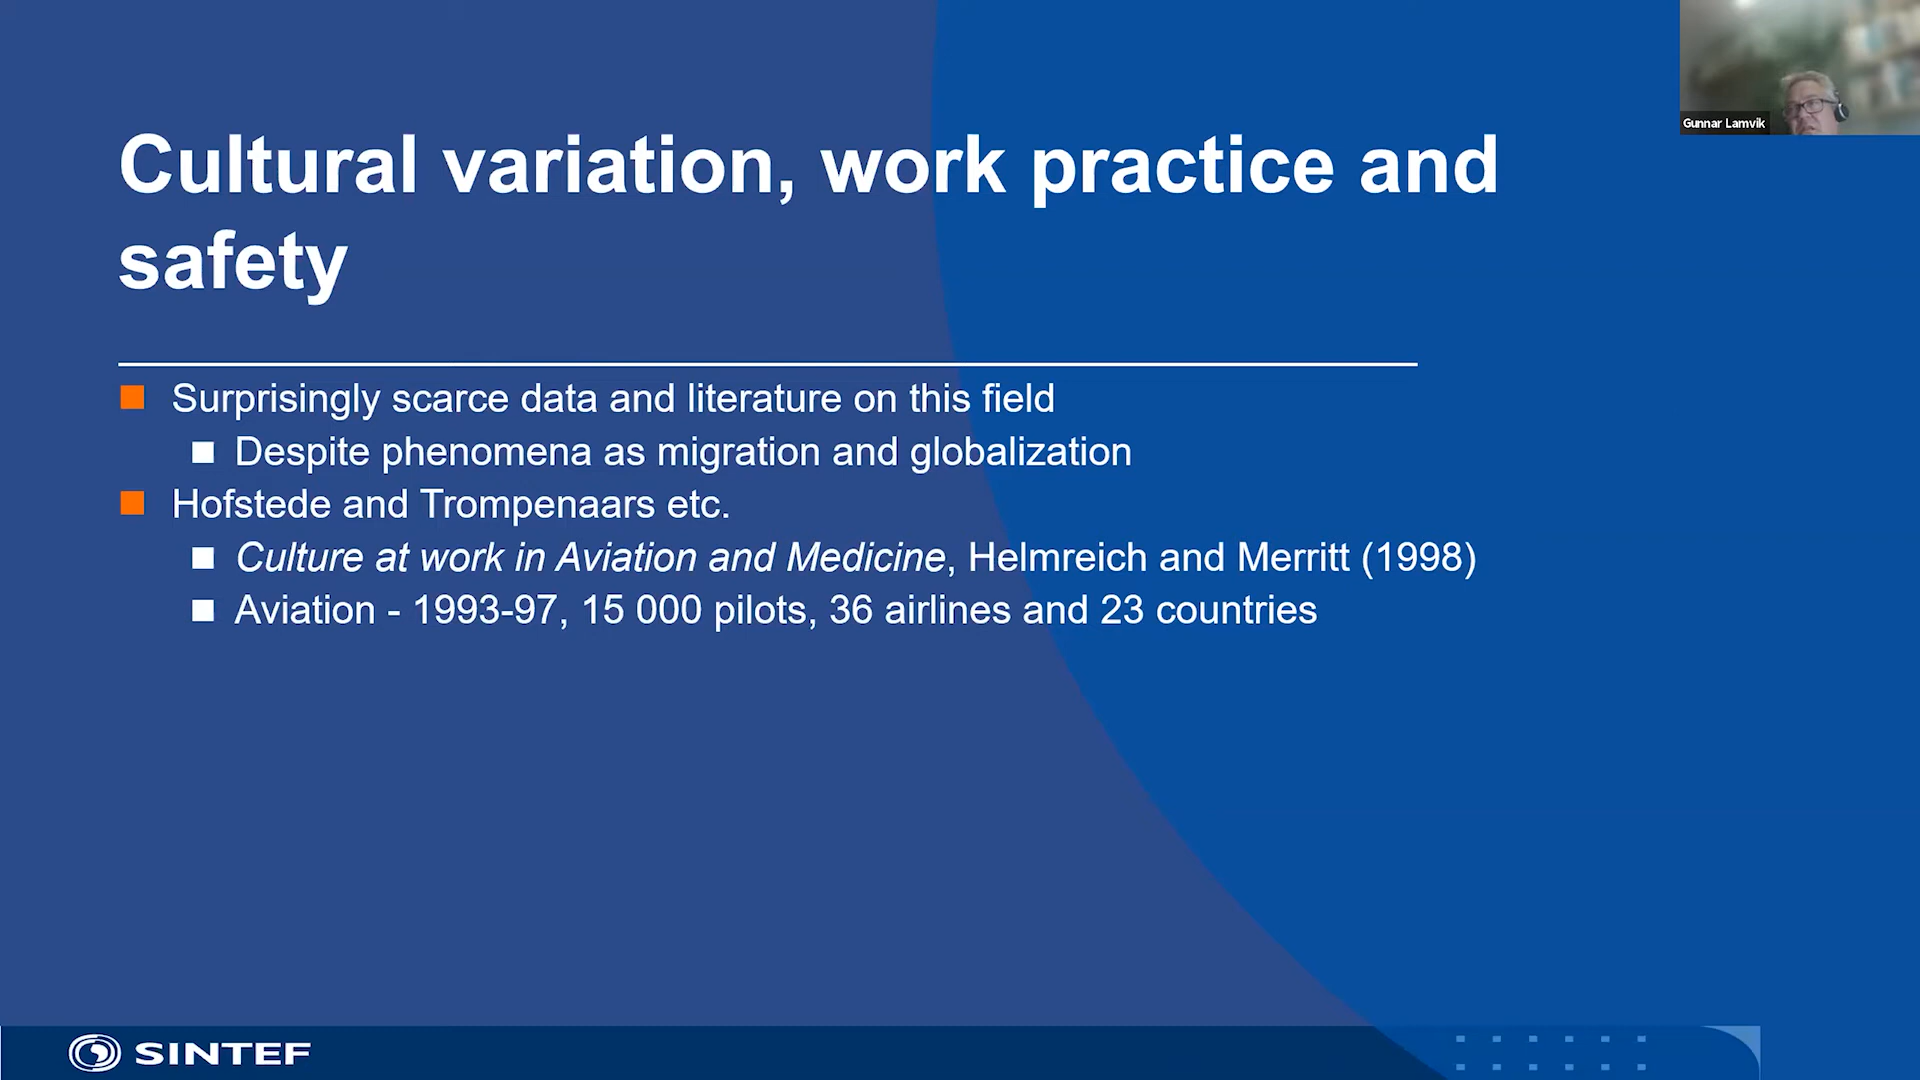 Gunnar Lamvik
Cultural variation, work practice and
safety
Surprisingly scarce data and literature on this field
Despite phenomena as migration and globalization
Hofstede and Trompenaars etc.
Culture at work in Aviation and Medicine, Helmreich and Merritt (1998)
Aviation - 1993-97, 15 000 pilots, 36 airlines and 23 countries
SINTEF